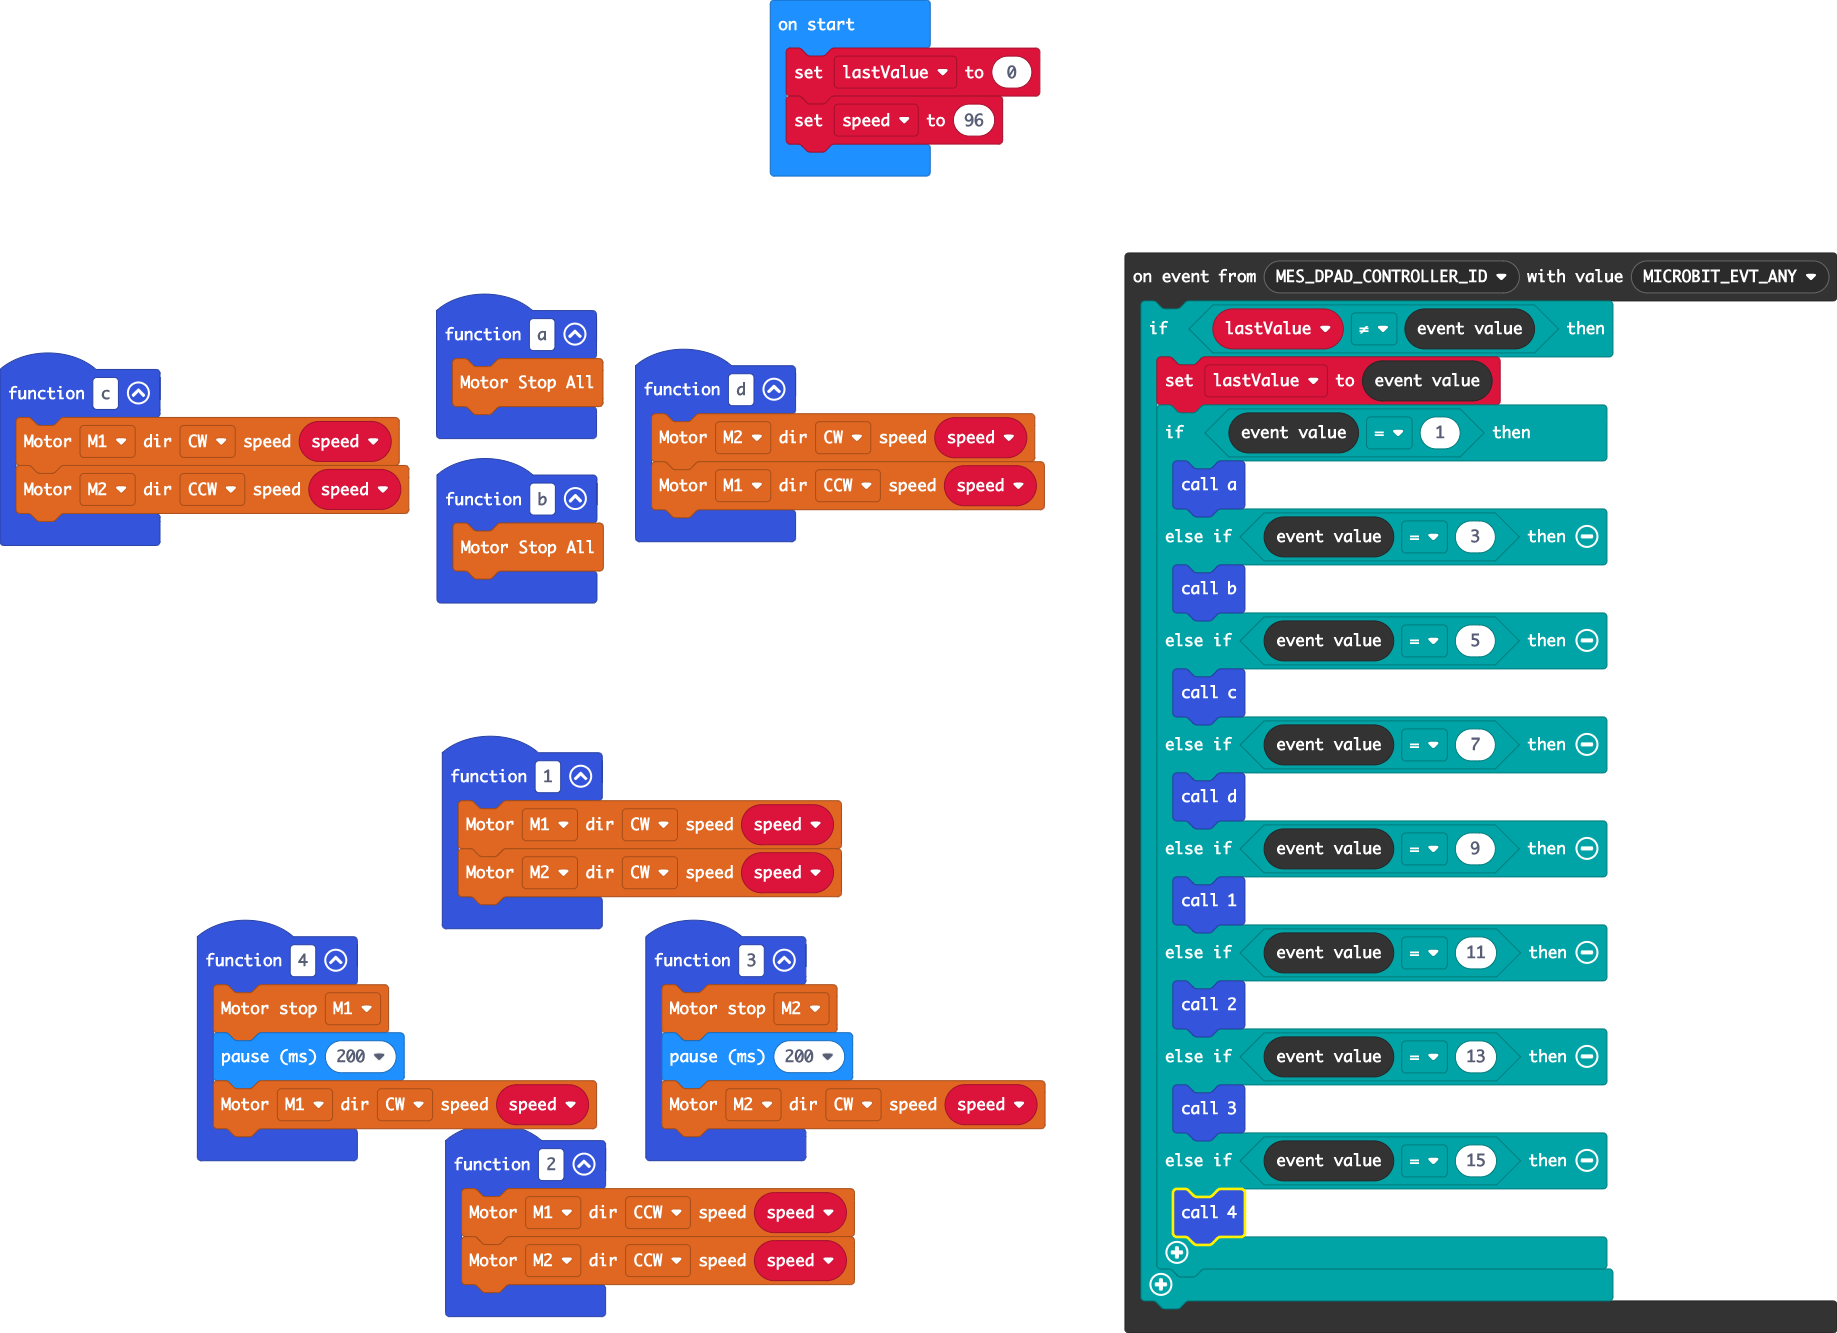 on start
set lastValue to 0
set speed to 96
function c
Motor M1 dir CW speed speed
Motor M2 dir CCW speed speed
function a
Motor Stop All
function b
Motor Stop All
function d
Motor M2 dir CW speed speed
Motor M1 dir CCW speed speed
function 1
Motor M1 dir CW speed speed
Motor M2 dir CW speed speed
function 4
Motor stop M1
pause (ms) 200
Motor M1 dir CW speed speed
function 3
Motor stop M2
pause (ms) 200
Motor M2 dir CW speed speed
function 2
Motor M1 dir CCW speed speed
Motor M2 dir CCW speed speed
on event from MES_DPAD_CONTROLLER_ID with value MICROBIT_EVT_ANY
if lastValue ≠ event value then
set lastValue to event value
if event value = 1 then
call a
else if event value = 3 then
call b
else if event value = 5 then
call c
else if event value = 7 then
call d
else if event value = 9 then
call 1
else if event value = 11 then
call 2
else if event value = 13 then
call 3
else if event value = 15 then
call 4